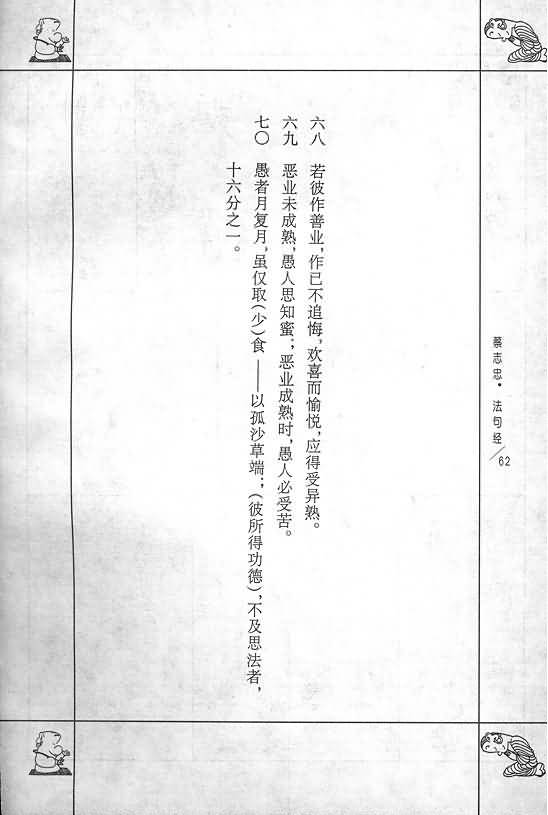 六八 若彼作善业，作已不追悔，欢喜而愉悦，应得受异熟。
六九 恶业未成熟，愚人思知蜜；恶业成熟时，愚人必受苦。
七〇 愚者月复月，虽仅取（少）食——以孤沙草端；（彼所得功德），不及思法者，
十六分之一。
蔡志忠·法句经/62